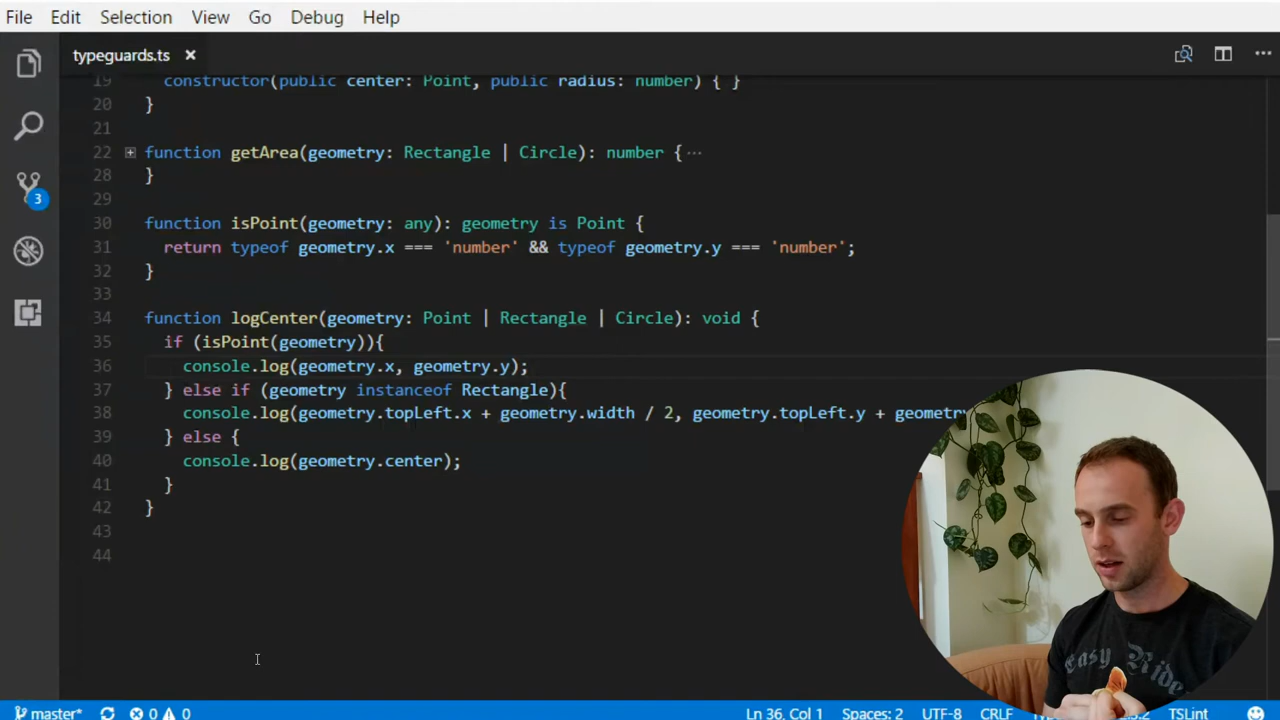 File Edit Selection View Go Debug Help
typeguards.ts
19 constructor(public center: Point, public radius: number) { }
20 }
21
22 function getArea(geometry: Rectangle | Circle): number { ...
28 }
29
30 function isPoint(geometry: any): geometry is Point {
31 return typeof geometry.x === 'number' && typeof geometry.y === 'number';
32 }
33
34 function logCenter(geometry: Point | Rectangle | Circle): void {
35 if (isPoint(geometry)){
36 console.log(geometry.x, geometry.y);
37 } else if (geometry instanceof Rectangle){
38 console.log(geometry.topLeft.x + geometry.width / 2, geometry.topLeft.y +
39 } else {
40 console.log(geometry.center);
41 }
42 }
43
44
3
Easy Ride
master* 0 0 Ln 36, Col 1 Spaces: 2 UTF-8 CRLF TSLint